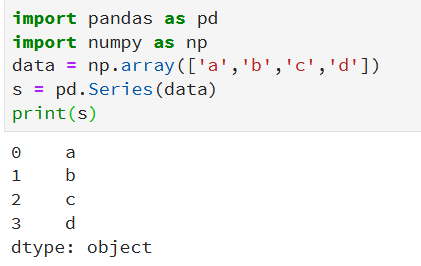 import pandas as pd
import numpy as np
data = np.array(['a','b','c','d'])
s = pd.Series(data)
print(s)
0    a
1    b
2    c
3    d
dtype: object